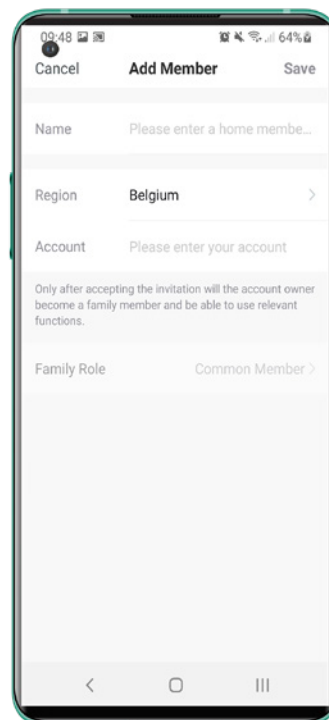 09:48 64%
Cancel Add Member Save
Name Please enter a home membe...
Region Belgium
Account Please enter your account
Only after accepting the invitation will the account owner
become a family member and be able to use relevant
functions.
Family Role Common Member